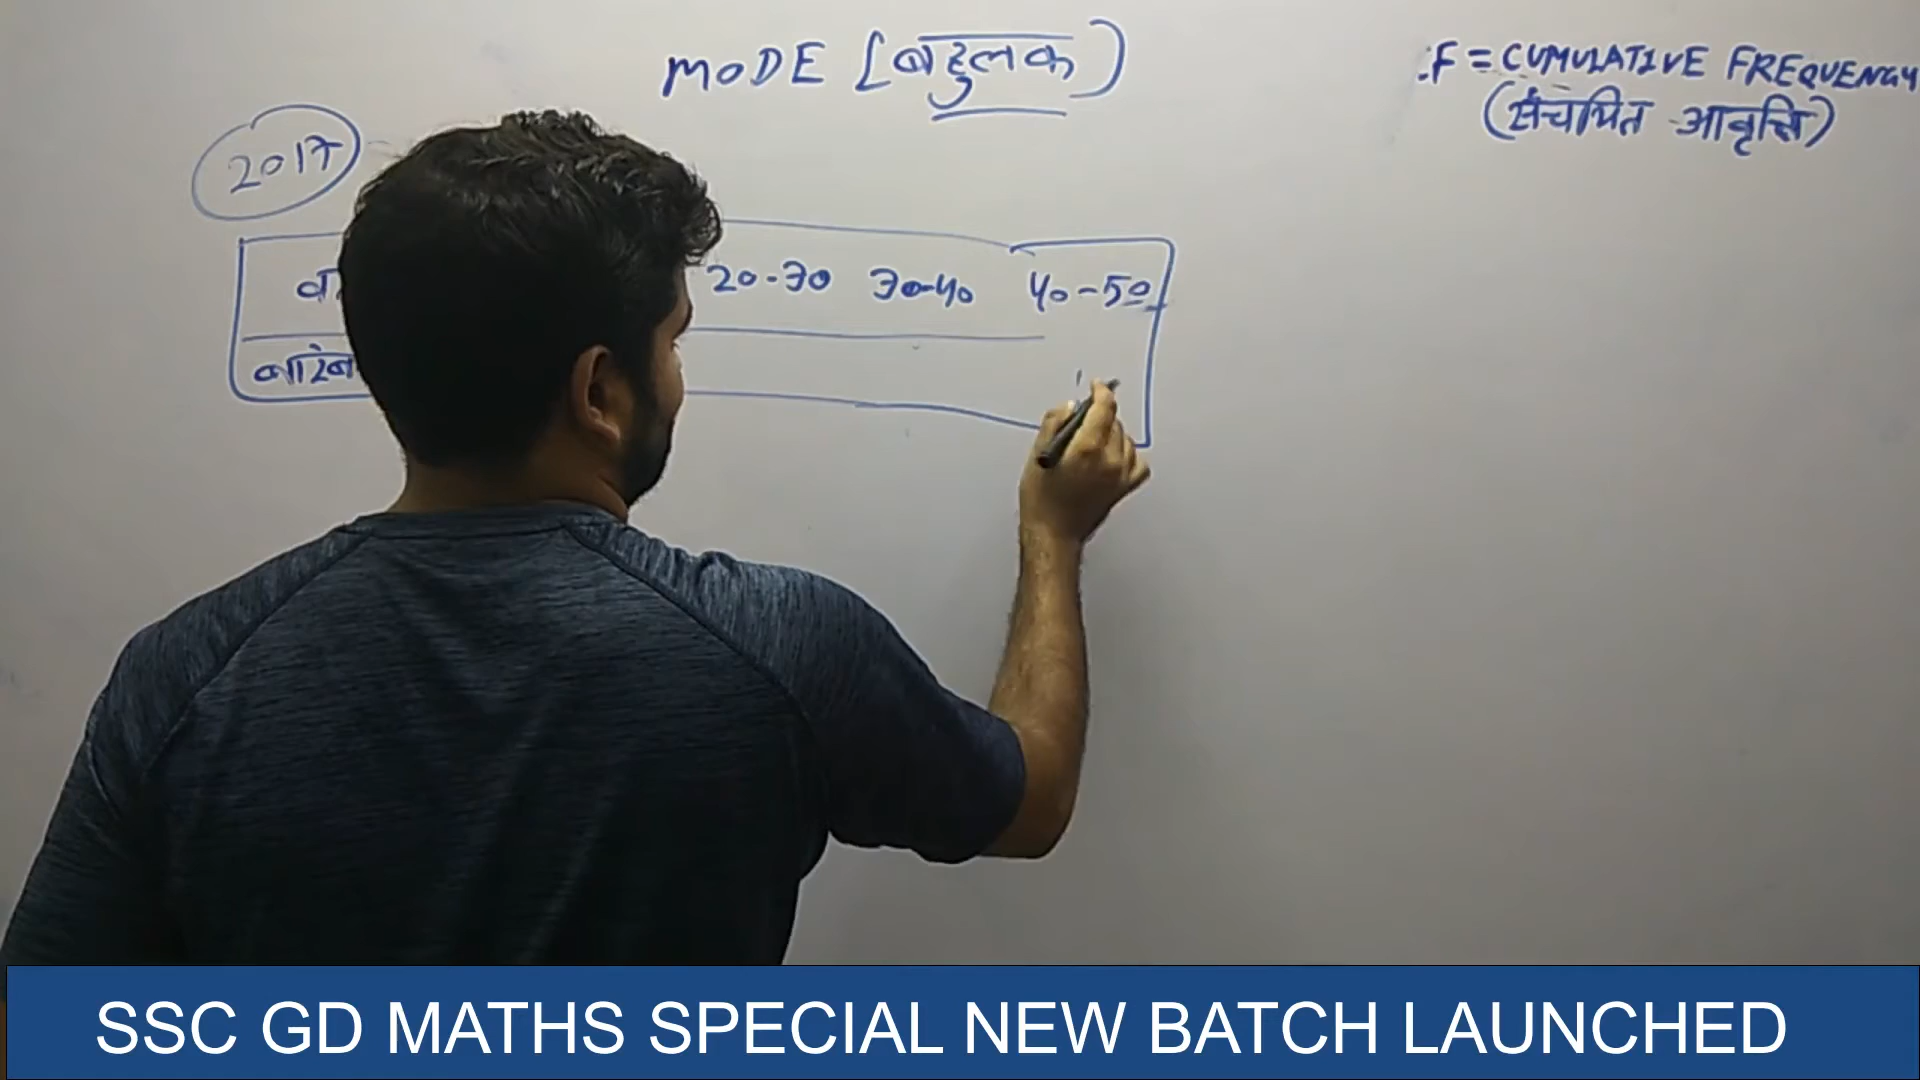 MODE [बहुलक)
.F = CUMULATIVE FREQUENCY
(संचयित आवृत्ति)
2017
20-30 30-40 40-50
SSC GD MATHS SPECIAL NEW BATCH LAUNCHED